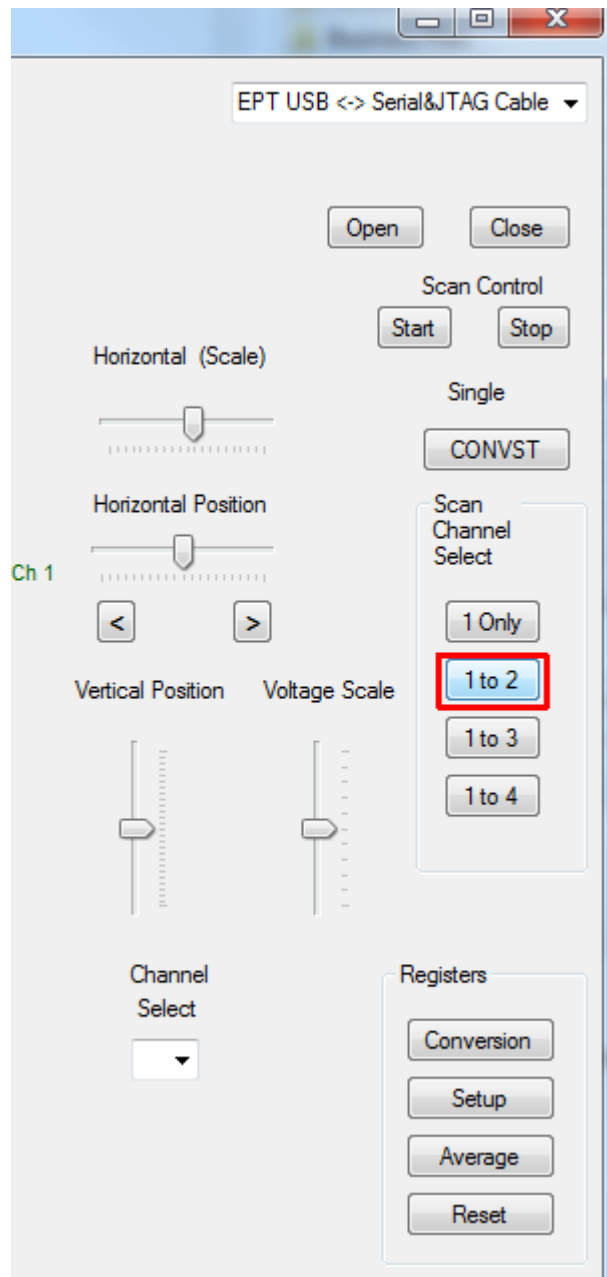 EPT USB <-> Serial&JTAG Cable
Open
Close
Scan Control
Start
Stop
Horizontal (Scale)
Single
CONVST
Horizontal Position
Scan
Channel
Select
Ch 1
<
>
1 Only
1 to 2
1 to 3
1 to 4
Vertical Position
Voltage Scale
Channel
Select
Registers
Conversion
Setup
Average
Reset